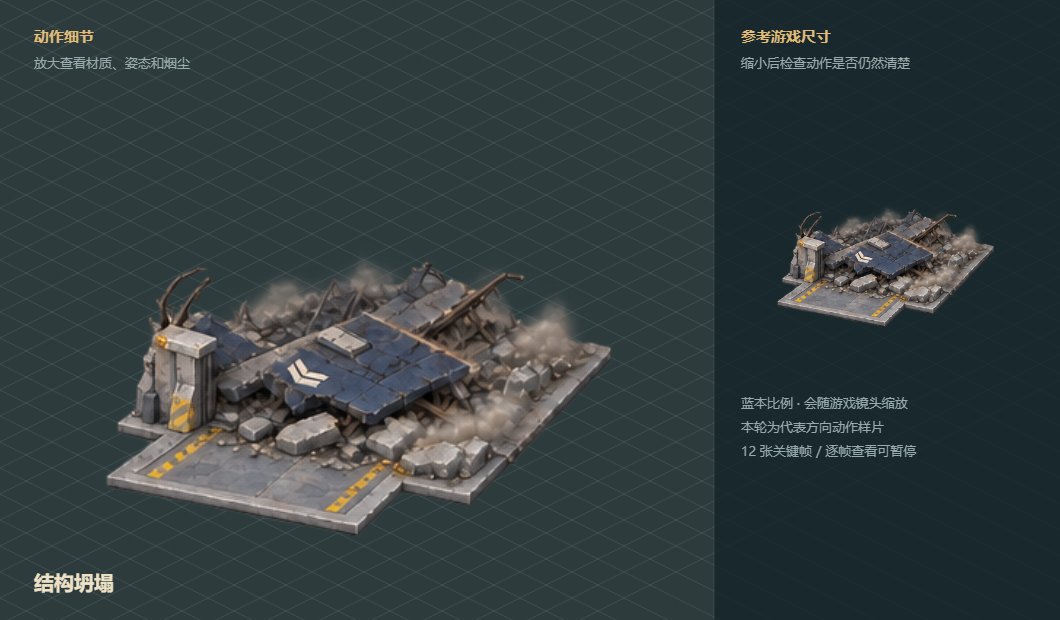 动作细节
放大查看材质、姿态和烟尘
结构坍塌
参考游戏尺寸
缩小后检查动作是否仍然清楚
蓝本比例 · 会随游戏镜头缩放
本轮为代表方向动作样片
12 张关键帧 / 逐帧查看可暂停